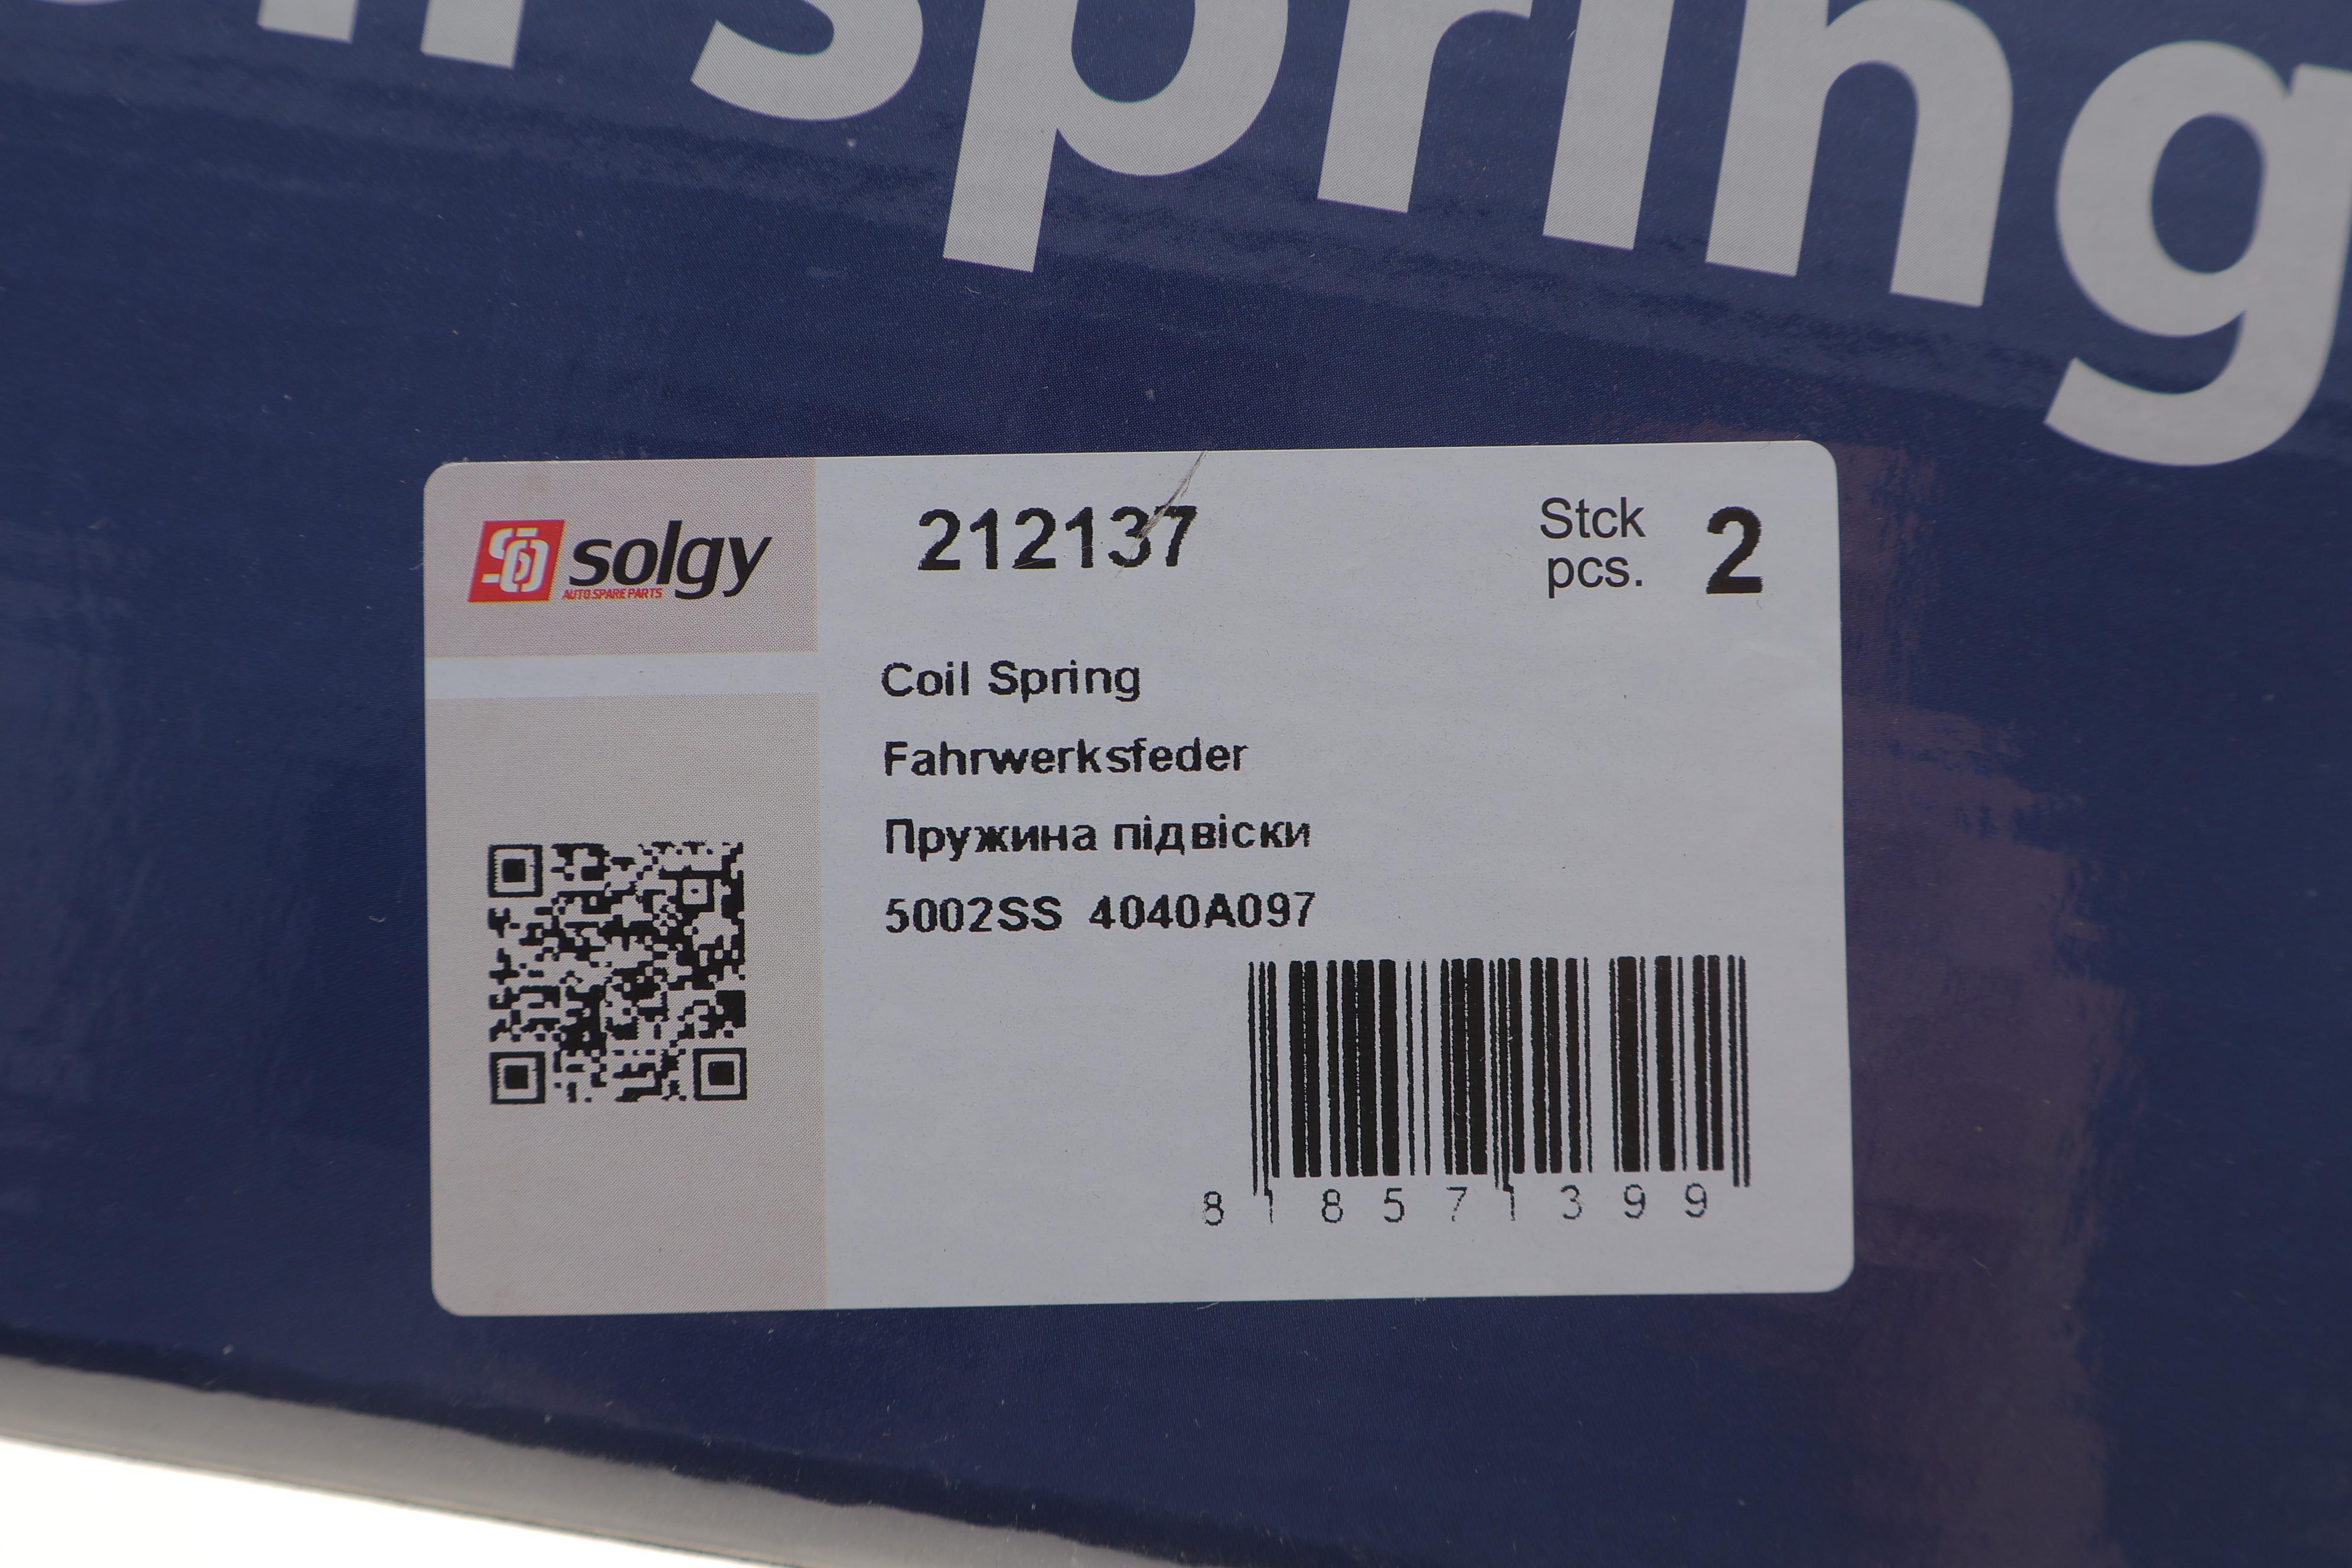 spring
solgy
AUTO SPARE PARTS
212137
Stck
pcs.
2
Coil Spring
Fahrwerksfeder
Пружина підвіски
5002SS 4040A097
8 1 8 5 7 1 3 9 9